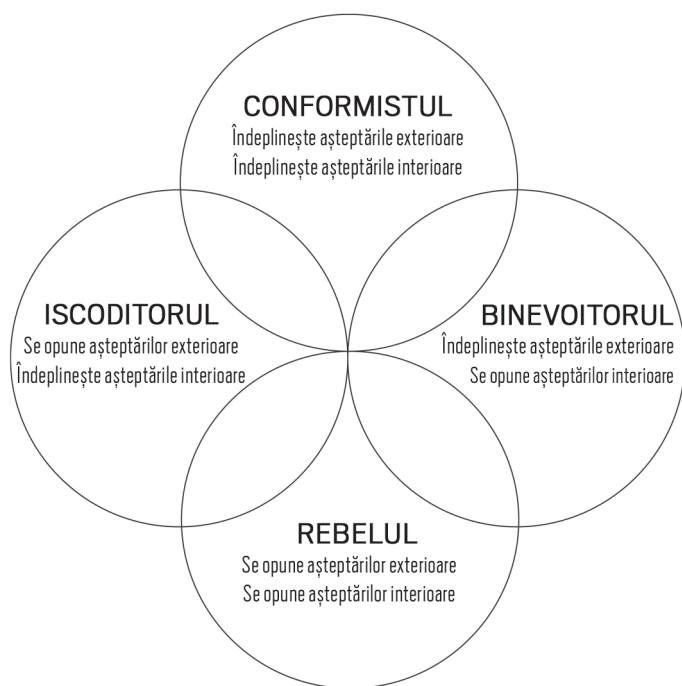 CONFORMISTUL
Îndeplinește așteptările exterioare
Îndeplinește așteptările interioare
ISCODITORUL
Se opune așteptărilor exterioare
Îndeplinește așteptările interioare
BINEVOITORUL
Îndeplinește așteptările exterioare
Se opune așteptărilor interioare
REBELUL
Se opune așteptărilor exterioare
Se opune așteptărilor interioare